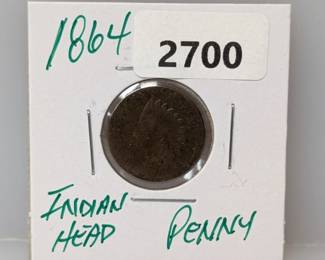 1864
2700
INDIAN
HEAD PENNY